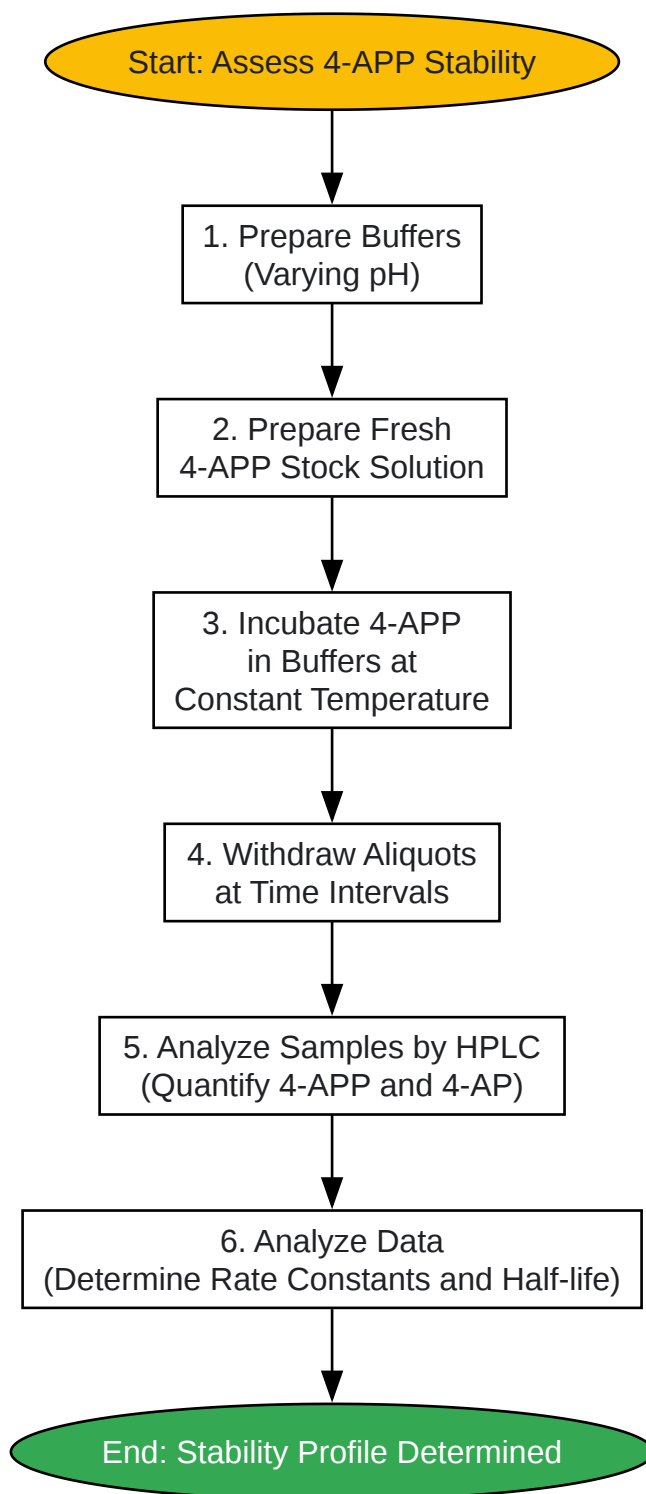 Start: Assess 4-APP Stability
1. Prepare Buffers
(Varying pH)
2. Prepare Fresh
4-APP Stock Solution
3. Incubate 4-APP
in Buffers at
Constant Temperature
4. Withdraw Aliquots
at Time Intervals
5. Analyze Samples by HPLC
(Quantify 4-APP and 4-AP)
6. Analyze Data
(Determine Rate Constants and Half-life)
End: Stability Profile Determined